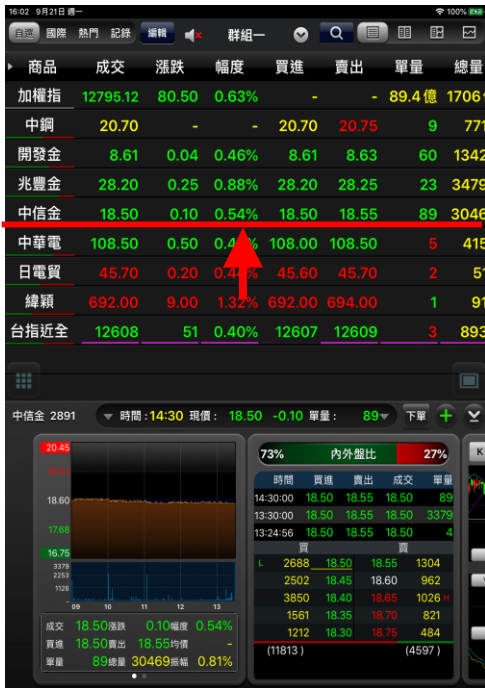 16:02 9月21日 週一 100%
自選 國際 熱門 記錄 編輯 群組一
商品 成交 漲跌 幅度 買進 賣出 單量 總量
加權指 12795.12 80.50 0.63% - - 89.4億 1706
中鋼 20.70 - - 20.70 20.75 9 771
開發金 8.61 0.04 0.46% 8.61 8.63 60 1342
兆豐金 28.20 0.25 0.88% 28.20 28.25 23 3479
中信金 18.50 0.10 0.54% 18.50 18.55 89 3046
中華電 108.50 0.50 108.00 108.50 5 415
日電貿 45.70 0.20 45.60 45.70 2 51
緯穎 692.00 9.00 1.32% 692.00 694.00 1 91
台指近全 12608 51 0.40% 12607 12609 3 893
中信金 2891 時間:14:30 現價: 18.50 -0.10 單量: 89 下單
20.45
18.60
17.68
16.75
3379
2253
1126
09 10 11 12 13
成交 18.50 漲跌 0.10 幅度 0.54%
買進 18.50 賣出 18.55 均價 -
單量 89 總量 30469 振幅 0.81%
73% 內外盤比 27%
時間 買進 賣出 成交 單量
14:30:00 18.50 18.55 18.50 89
13:30:00 18.50 18.55 18.50 3379
13:24:56 18.50 18.55 18.50 4
買 賣
L 2688 18.50 18.55 1304
2502 18.45 18.60 962
3850 18.40 18.65 1026 H
1561 18.35 18.70 821
1212 18.30 18.75 484
(11813) (4597)
K